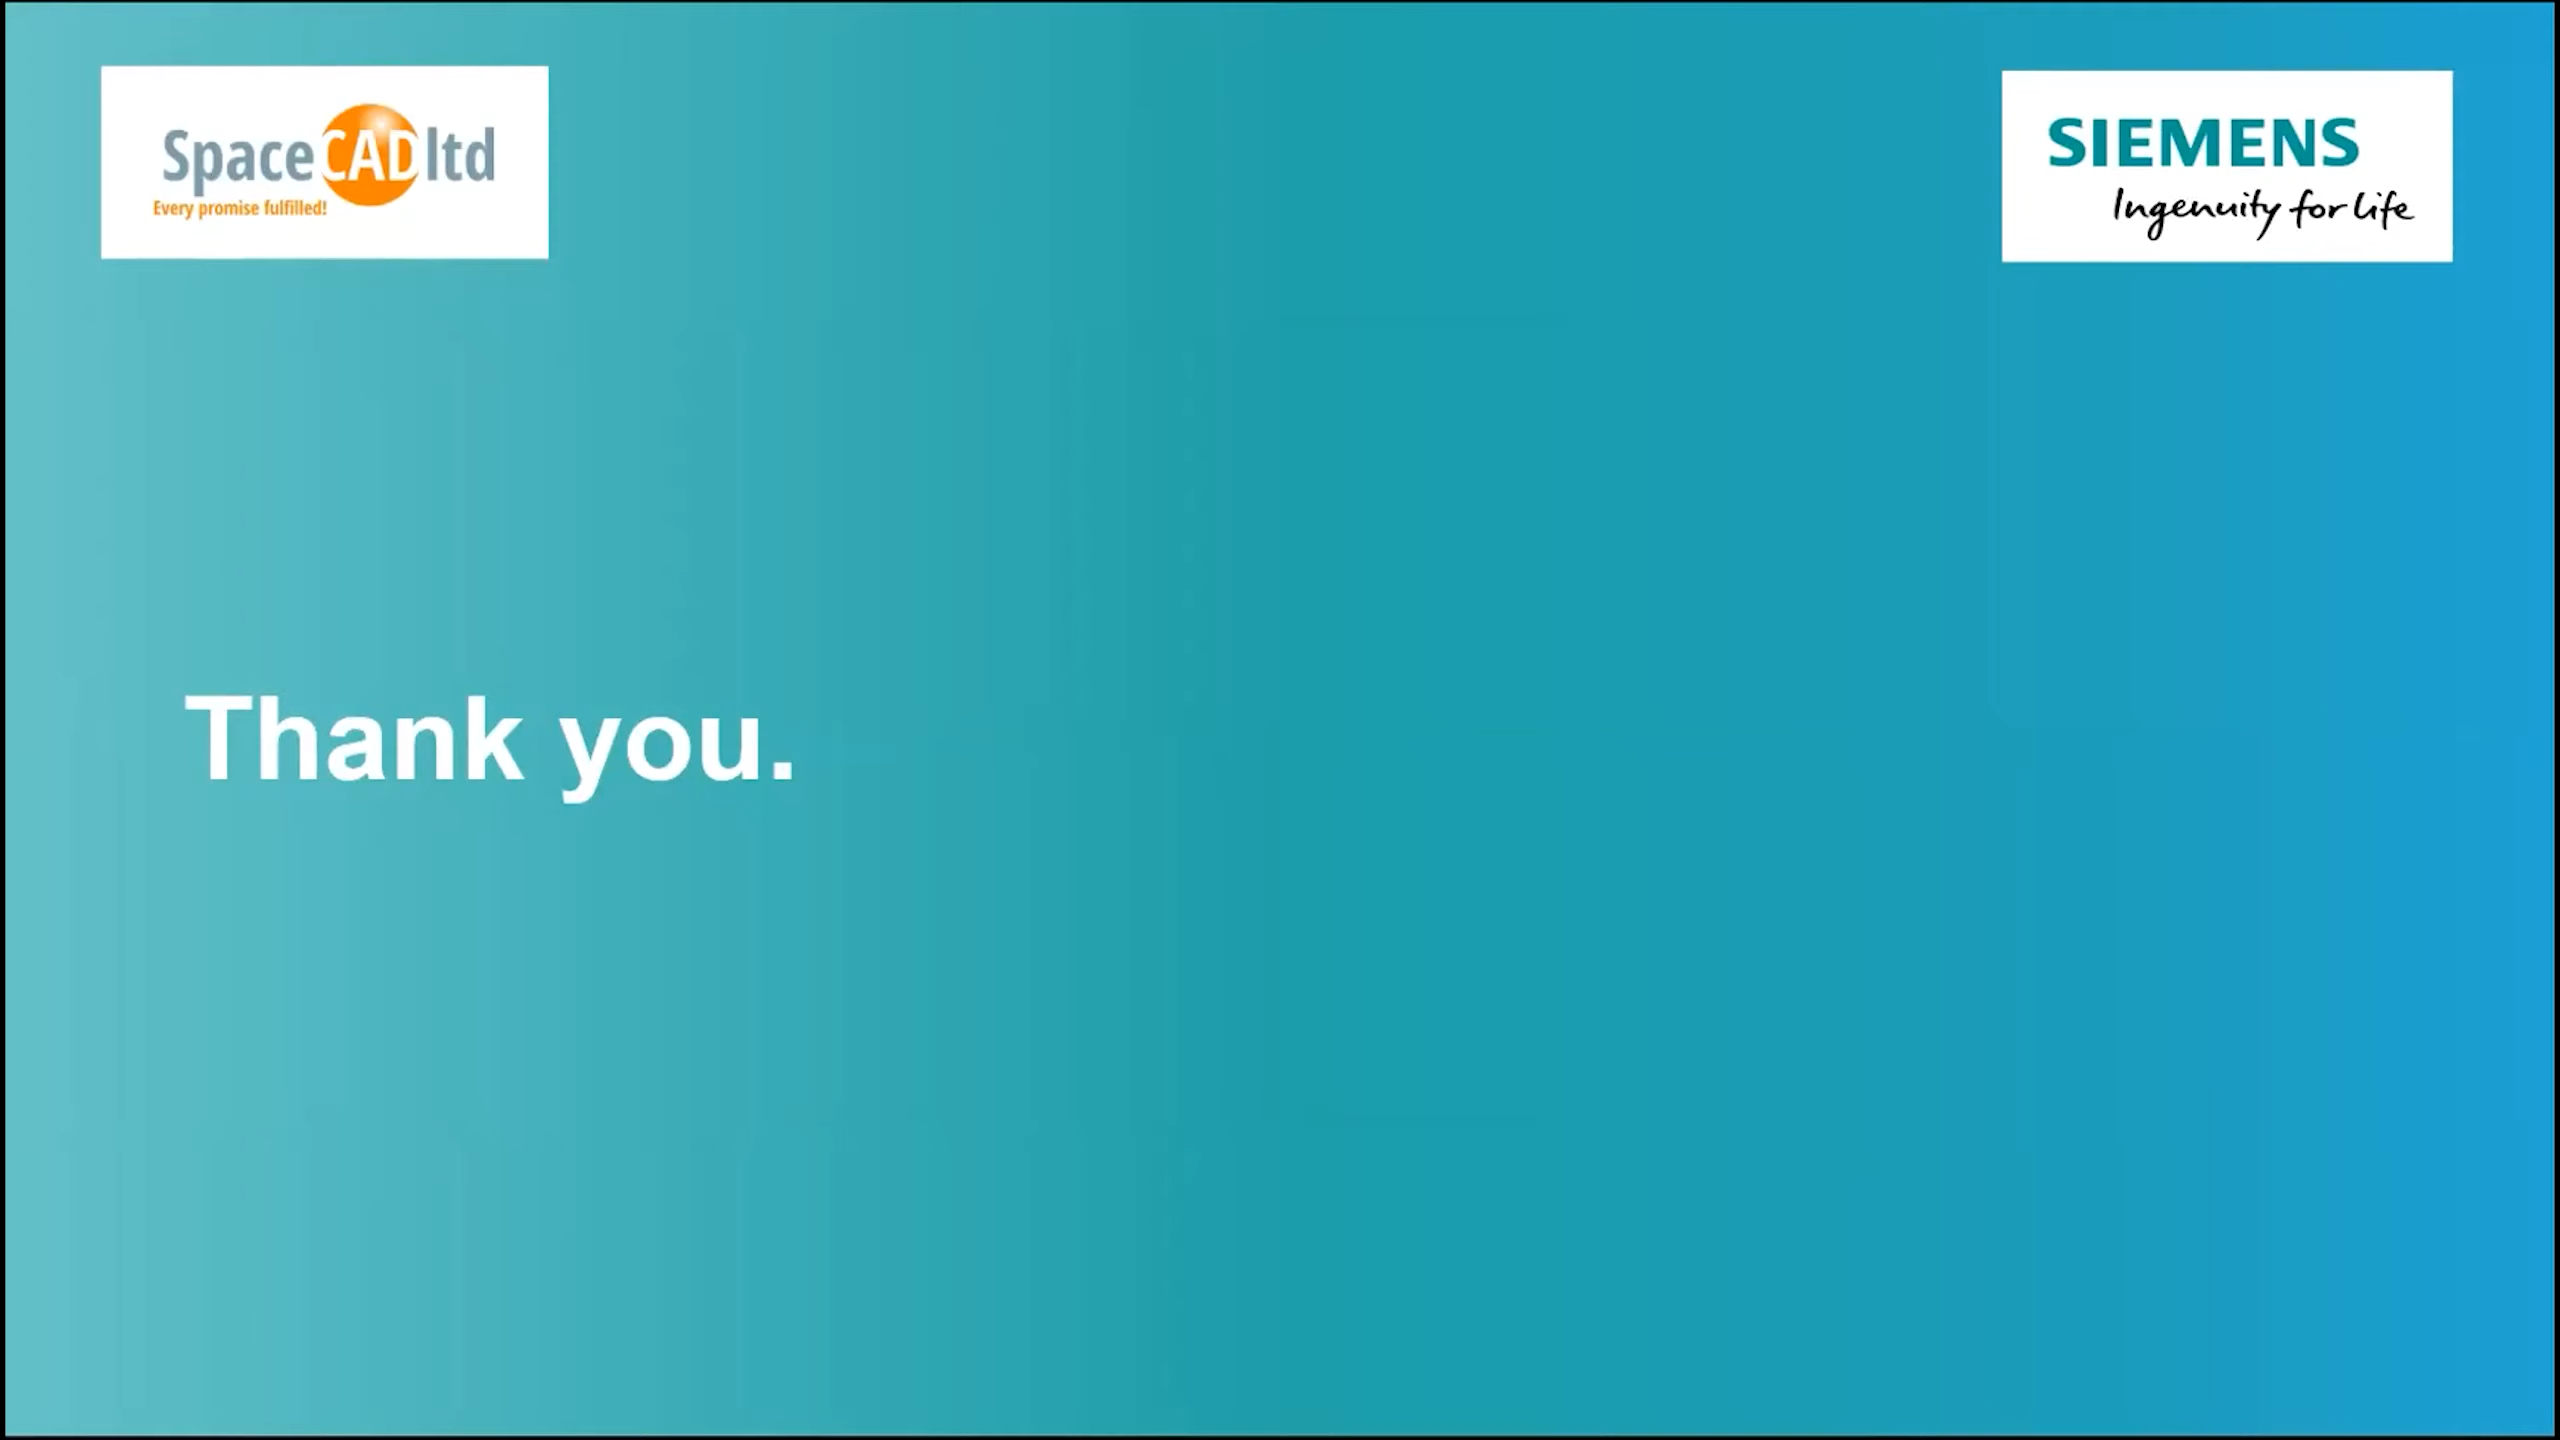 SpaceCADltd
Every promise fulfilled!
SIEMENS
Ingenuity for life
Thank you.